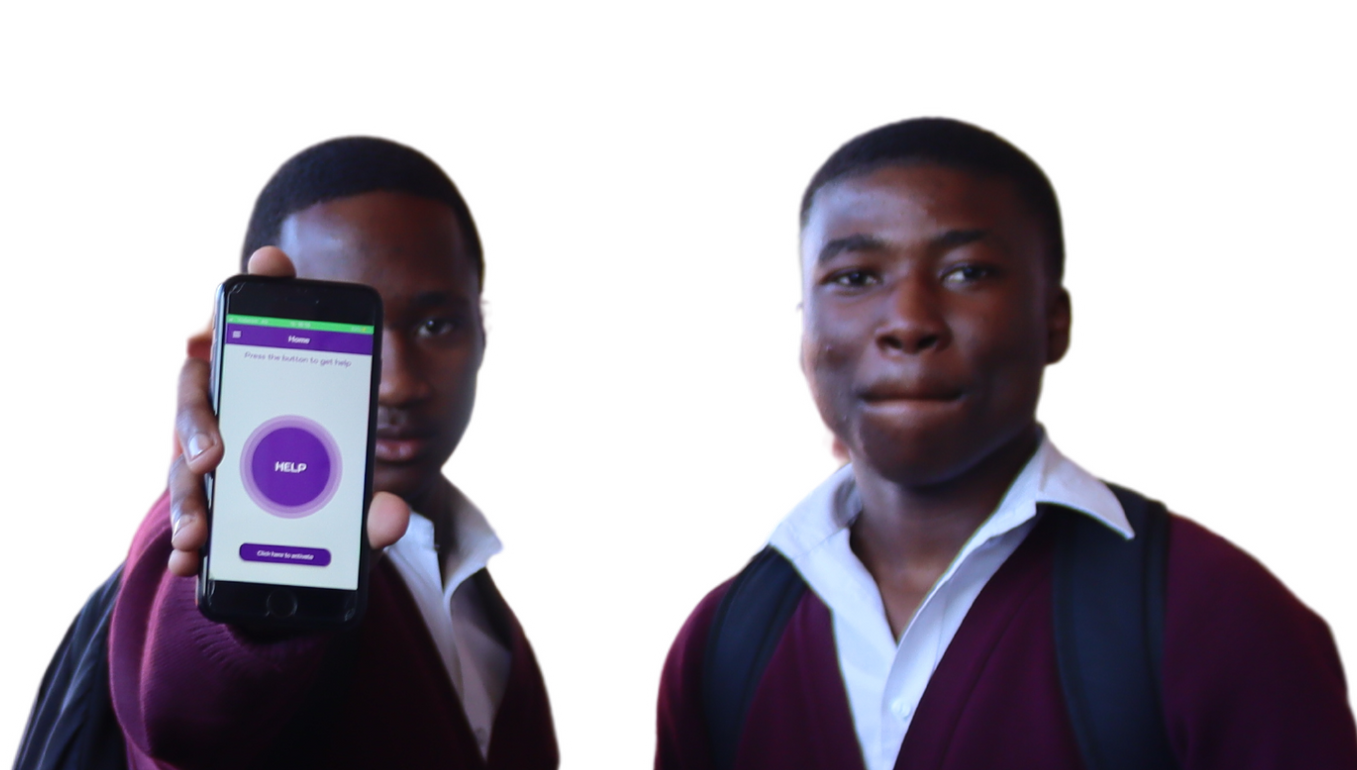 Home
Press the button to get help
HELP
Click here to activate